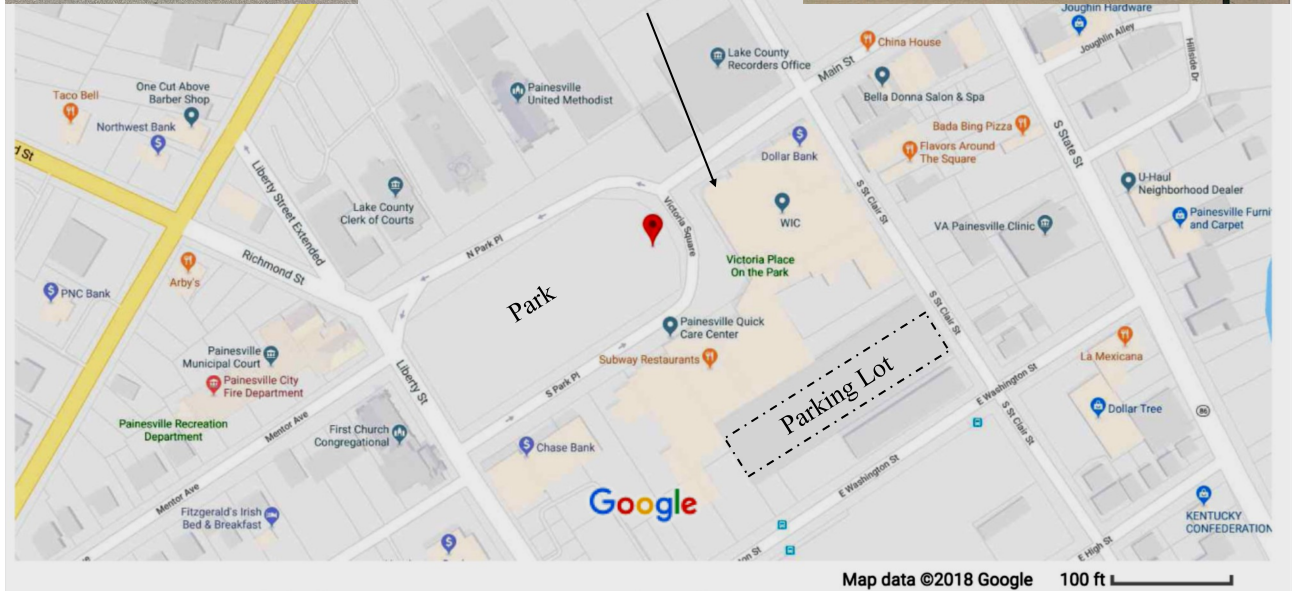 Joughin Hardware
China House
Lake County
Recorders Office
Main St
Joughlin Alley
Hillside Dr
Taco Bell
One Cut Above
Barber Shop
Painesville
United Methodist
Bella Donna Salon & Spa
Northwest Bank
Bada Bing Pizza
Dollar Bank
Flavors Around
The Square
S State St
d St
Liberty Street Extended
Lake County
Clerk of Courts
Victoria Square
WIC
S St Clair St
U-Haul
Neighborhood Dealer
VA Painesville Clinic
Painesville Furni
and Carpet
N Park Pl
Richmond St
Victoria Place
On the Park
Arby's
PNC Bank
Park
S St Clair St
Painesville Quick
Care Center
Painesville
Municipal Court
Subway Restaurants
La Mexicana
Painesville City
Fire Department
Liberty St
S Park Pl
Parking Lot
E Washington St
Dollar Tree
86
Painesville Recreation
Department
Mentor Ave
First Church
Congregational
Chase Bank
S St Clair St
E Washington St
Mentor Ave
Google
Fitzgerald's Irish
Bed & Breakfast
KENTUCKY
CONFEDERATION
on St
E High St
Map data ©2018 Google 100 ft